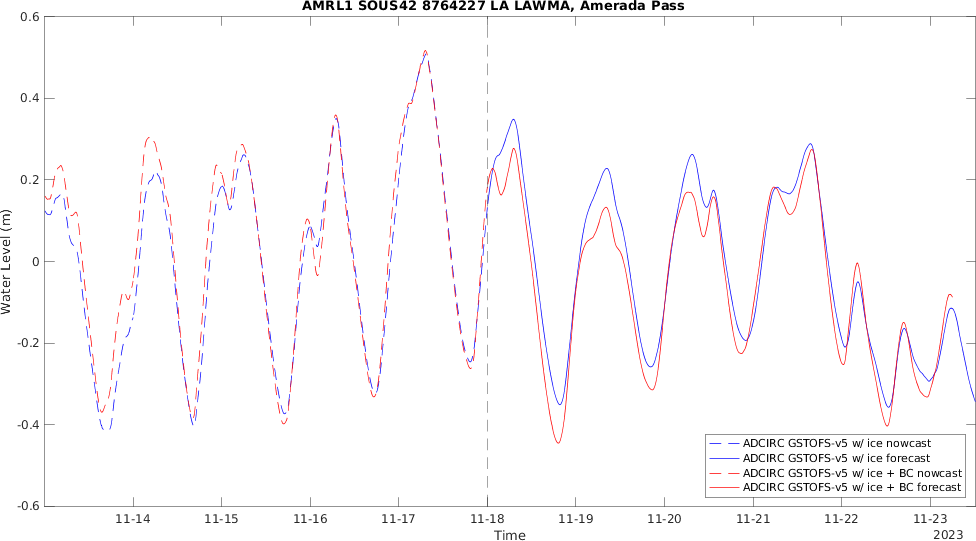 AMRL1 SOUS42 8764227 LA LAWMA, Amerada Pass
0.6
0.4
0.2
0
-0.2
-0.4
-0.6
Water Level (m)
ADCIRC GSTOFS-v5 w/ ice nowcast
ADCIRC GSTOFS-v5 w/ ice forecast
ADCIRC GSTOFS-v5 w/ ice + BC nowcast
ADCIRC GSTOFS-v5 w/ ice + BC forecast
11-14 11-15 11-16 11-17 11-18 11-19 11-20 11-21 11-22 11-23
Time
2023